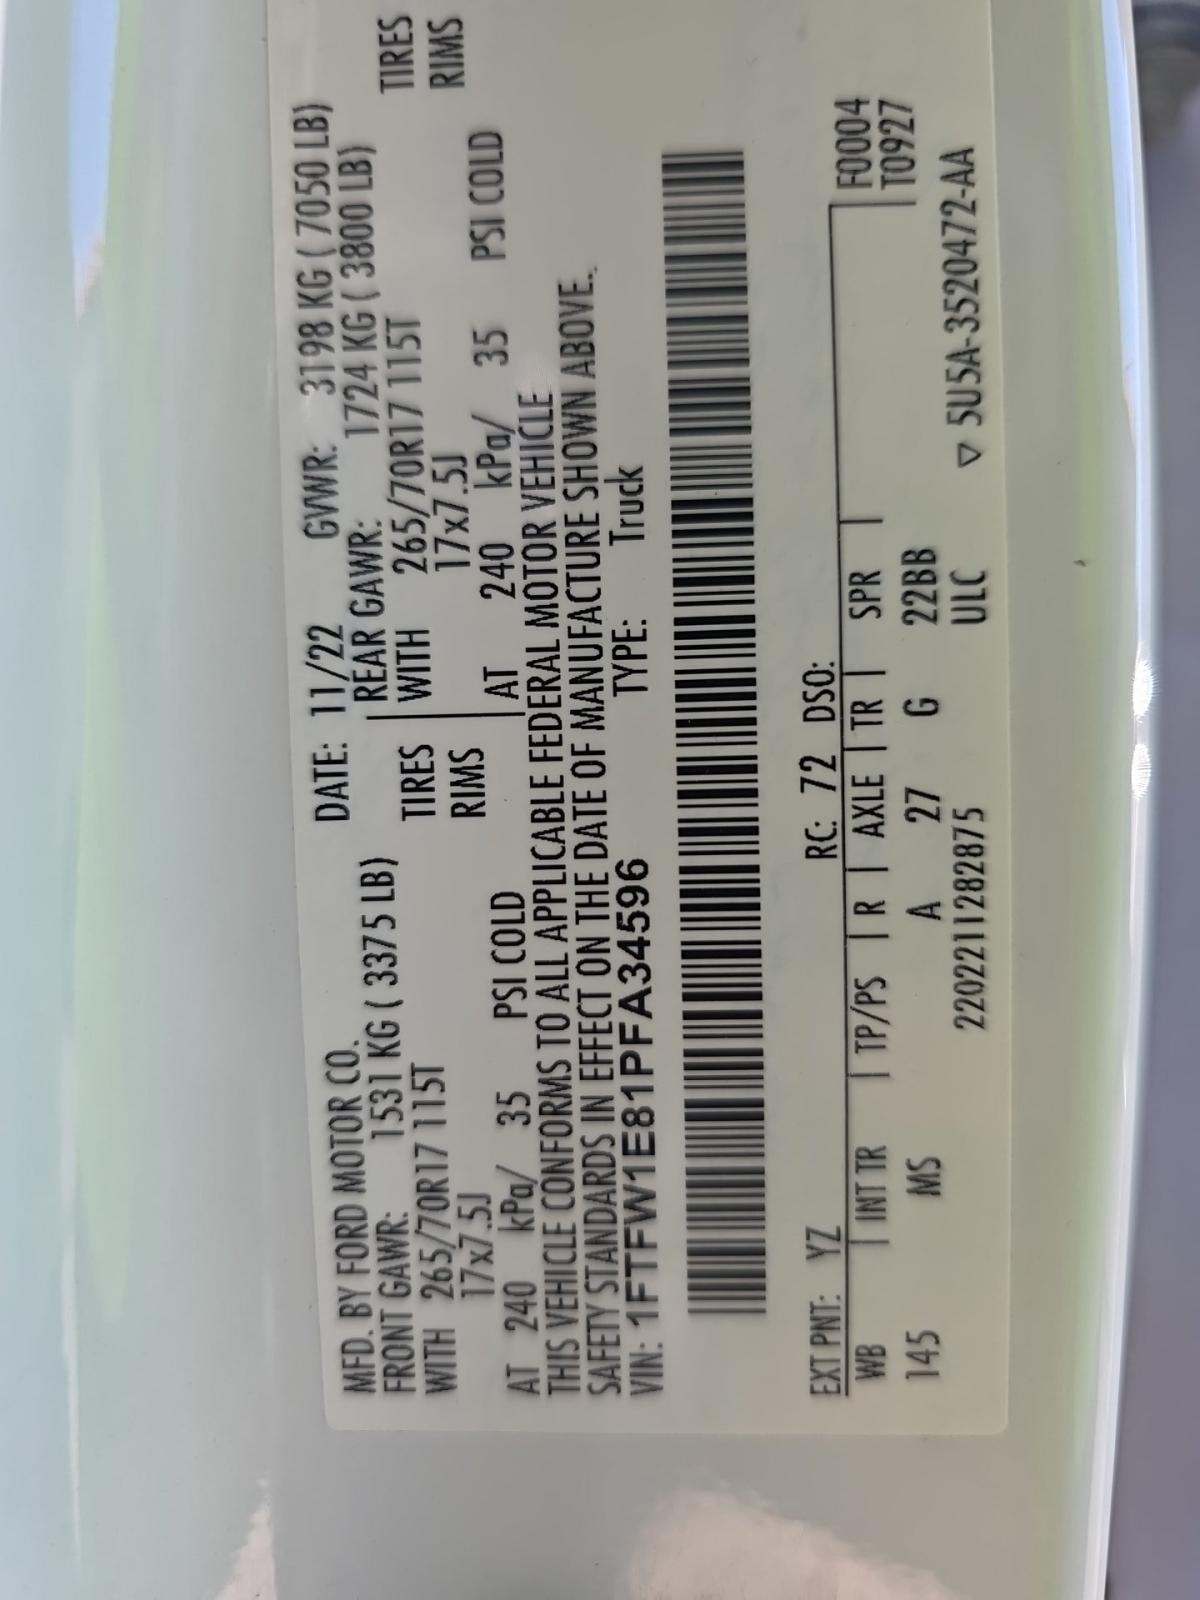 MFD. BY FORD MOTOR CO. DATE: 11/22 GVWR: 3198 KG ( 7050 LB)
FRONT GAWR: 1531 KG ( 3375 LB) REAR GAWR: 1724 KG ( 3800 LB)
WITH 265/70R17 115T TIRES WITH 265/70R17 115T TIRES
17x7.5J RIMS 17x7.5J RIMS
AT 240 kPa/ 35 PSI COLD AT 240 kPa/ 35 PSI COLD
THIS VEHICLE CONFORMS TO ALL APPLICABLE FEDERAL MOTOR VEHICLE
SAFETY STANDARDS IN EFFECT ON THE DATE OF MANUFACTURE SHOWN ABOVE.
VIN: 1FTFW1E81PFA34596 TYPE: Truck
EXT PNT: YZ RC: 72 DSO: F0004
WB | INT TR | TP/PS | R | AXLE | TR | SPR T0927
145 MS A 27 G 22BB
2202211282875 ULC ▽ 5U5A-3520472-AA